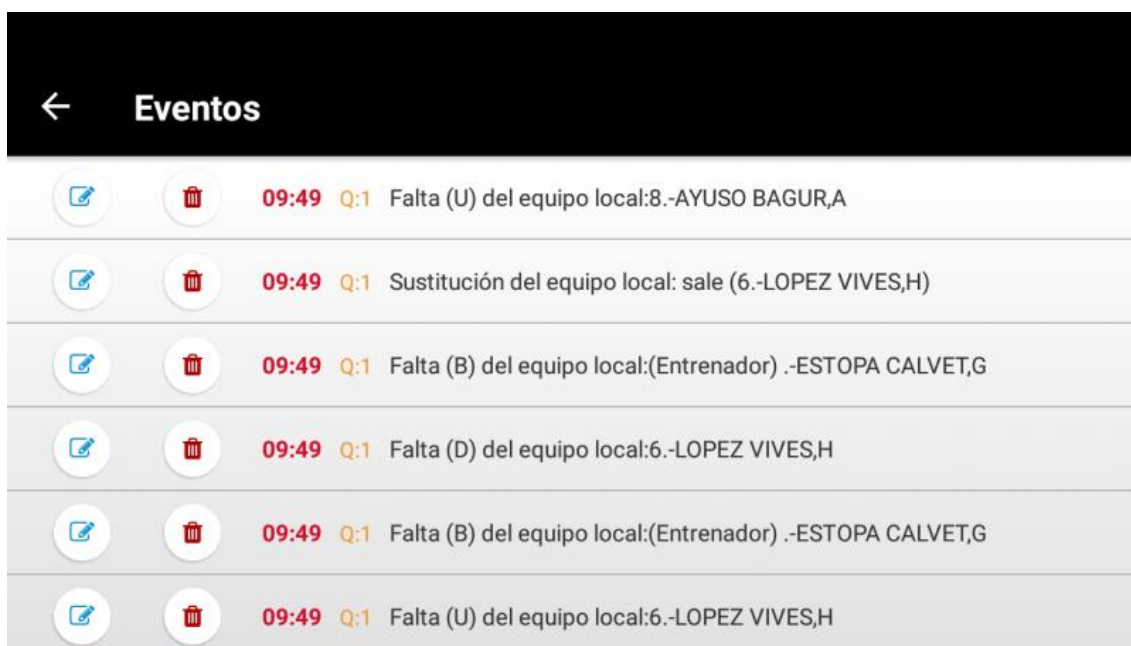 Eventos
09:49 Q:1 Falta (U) del equipo local:8.-AYUSO BAGUR,A
09:49 Q:1 Sustitución del equipo local: sale (6.-LOPEZ VIVES,H)
09:49 Q:1 Falta (B) del equipo local:(Entrenador) .-ESTOPA CALVET,G
09:49 Q:1 Falta (D) del equipo local:6.-LOPEZ VIVES,H
09:49 Q:1 Falta (B) del equipo local:(Entrenador) .-ESTOPA CALVET,G
09:49 Q:1 Falta (U) del equipo local:6.-LOPEZ VIVES,H